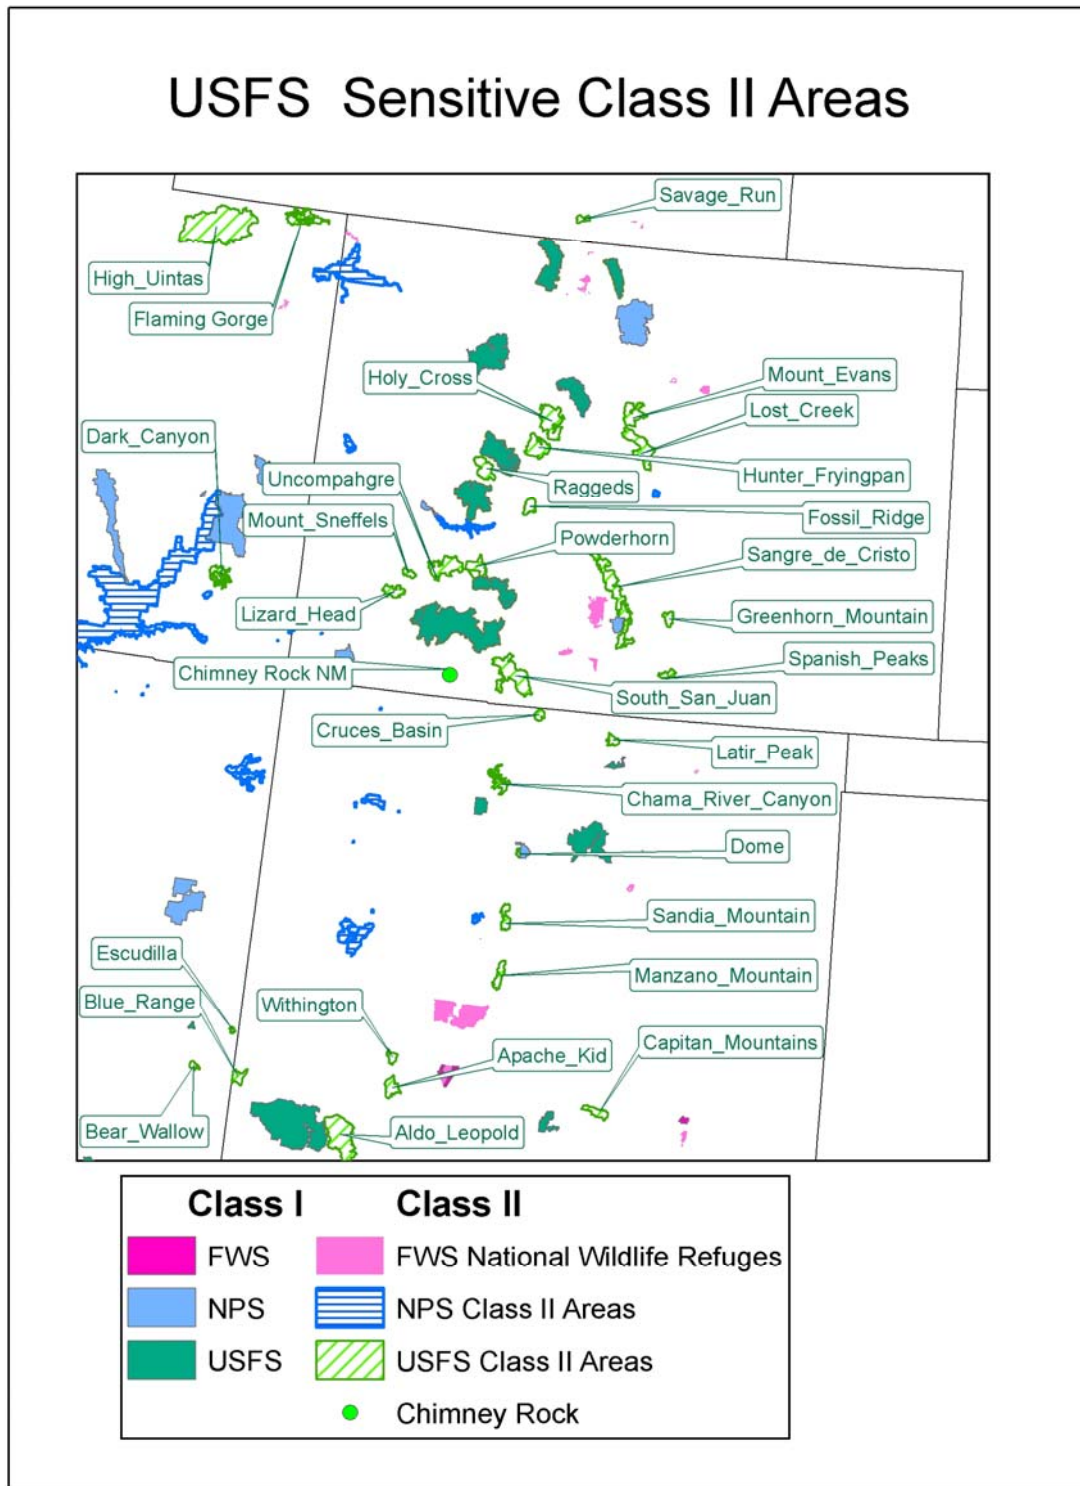 USFS  Sensitive Class II Areas
Savage_Run
High_Uintas
Flaming Gorge
Holy_Cross
Mount_Evans
Lost_Creek
Dark_Canyon
Uncompahgre
Hunter_Fryingpan
Raggeds
Mount_Sneffels
Fossil_Ridge
Powderhorn
Sangre_de_Cristo
Lizard_Head
Greenhorn_Mountain
Chimney Rock NM
Spanish_Peaks
South_San_Juan
Cruces_Basin
Latir_Peak
Chama_River_Canyon
Dome
Sandia_Mountain
Escudilla
Manzano_Mountain
Blue_Range
Withington
Capitan_Mountains
Apache_Kid
Bear_Wallow
Aldo_Leopold
Class I
Class II
FWS
FWS National Wildlife Refuges
NPS
NPS Class II Areas
USFS
USFS Class II Areas
Chimney Rock